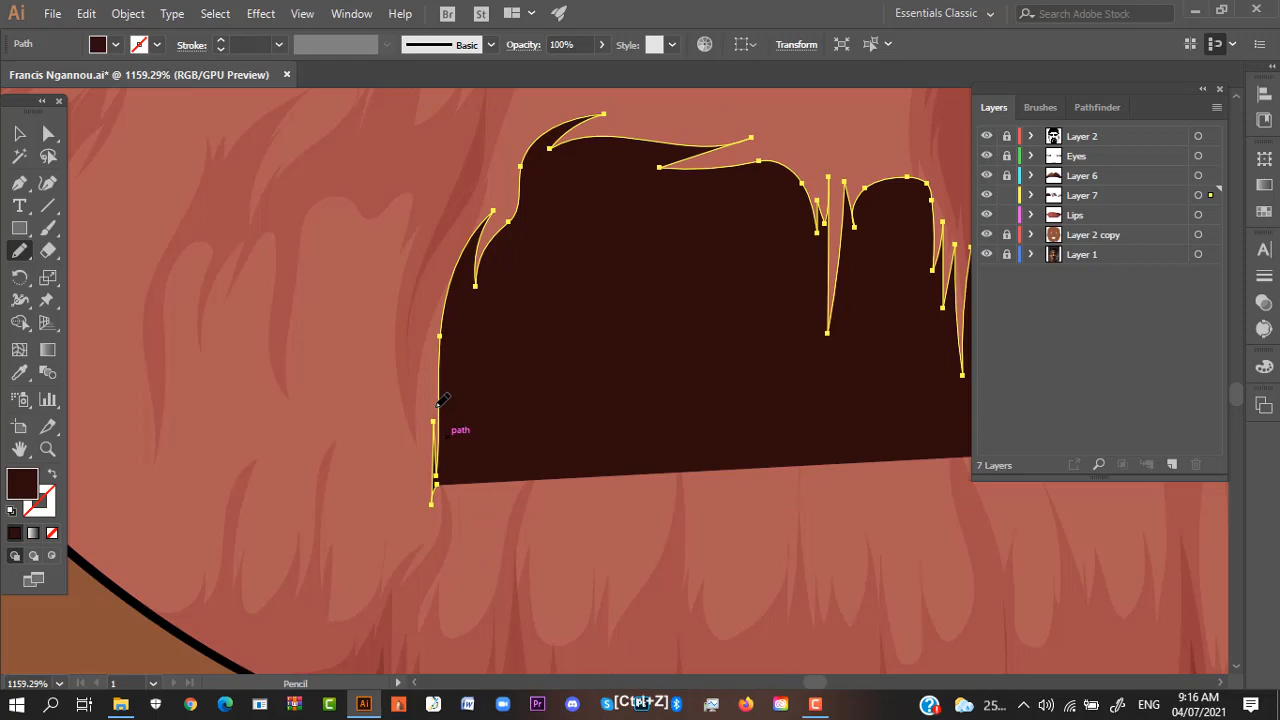 Ai File Edit Object Type Select Effect View Window Help Br St Essentials Classic Search Adobe Stock
Path Stroke: Basic Opacity: 100% Style: Transform
Francis Ngannou.ai* @ 1159.29% (RGB/GPU Preview)
Layers Brushes Pathfinder
Layer 2
Eyes
Layer 6
Layer 7
Lips
Layer 2 copy
Layer 1
7 Layers
path
1159.29% 1 Pencil
[Ctrl+Z]
25... ENG 9:16 AM
04/07/2021